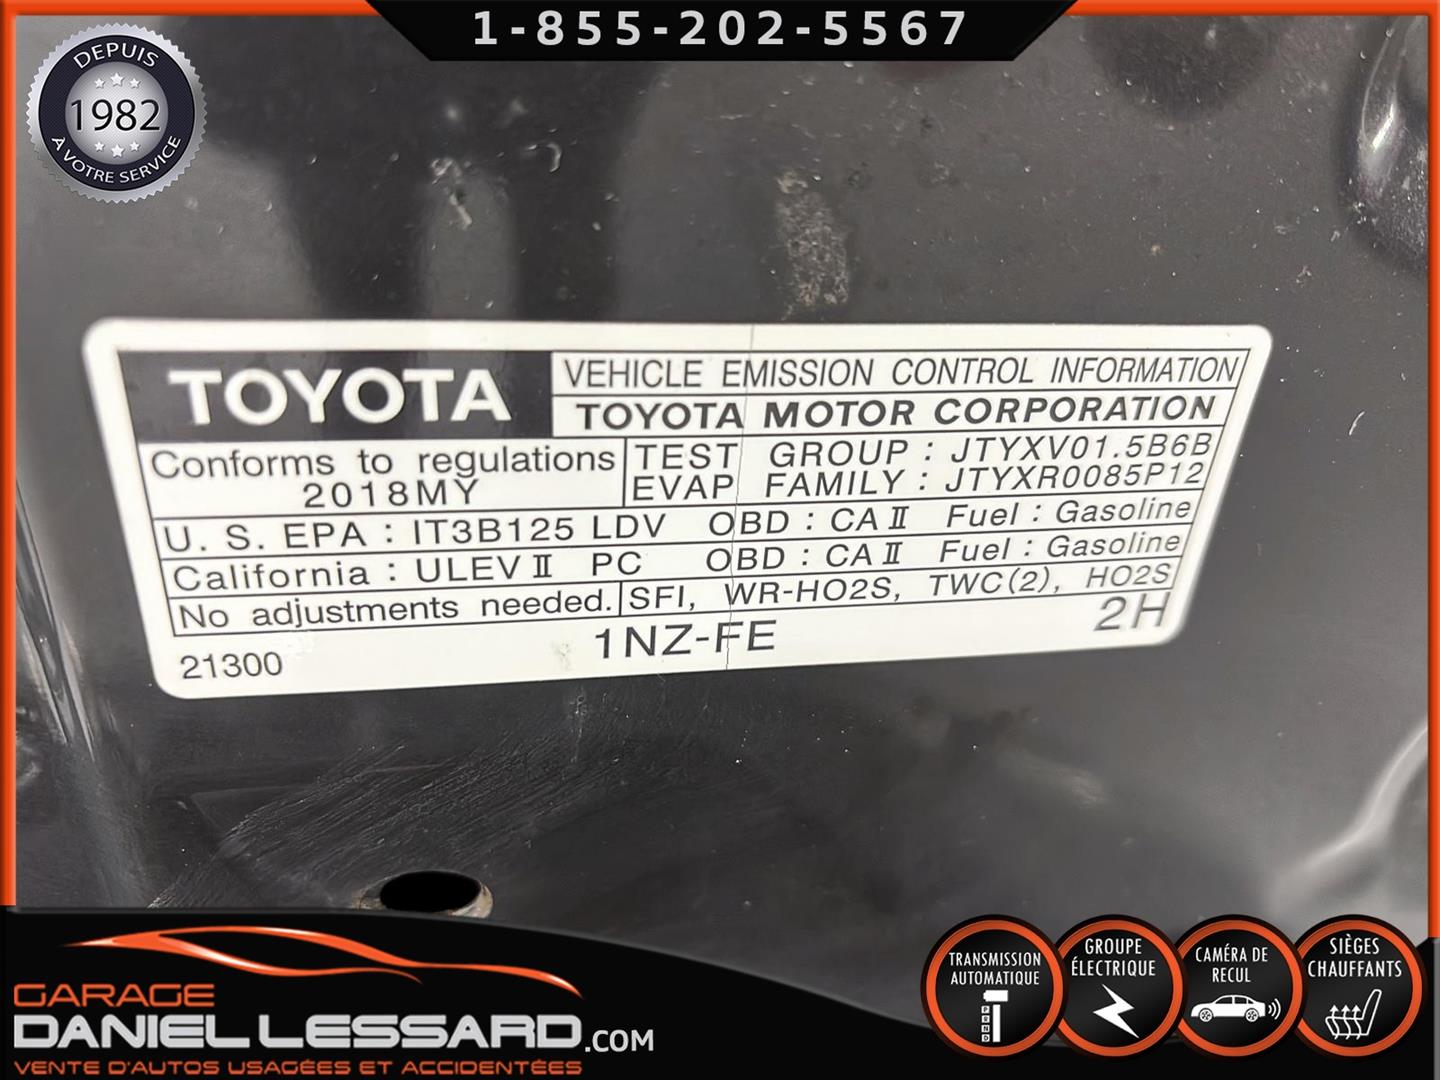 1-855-202-5567
DEPUIS
1982
À VOTRE SERVICE
TOYOTA
VEHICLE EMISSION CONTROL INFORMATION
TOYOTA MOTOR CORPORATION
Conforms to regulations
2018MY
TEST GROUP : JTYXV01.5B6B
EVAP FAMILY : JTYXR0085P12
U. S. EPA : IT3B125 LDV OBD : CA II Fuel : Gasoline
California : ULEV II PC OBD : CA II Fuel : Gasoline
No adjustments needed. SFI, WR-HO2S, TWC(2), HO2S
21300 1NZ-FE 2H
GARAGE
DANIEL LESSARD.COM
VENTE D'AUTOS USAGÉES ET ACCIDENTÉES
TRANSMISSION
AUTOMATIQUE
P
R
N
D
GROUPE
ÉLECTRIQUE
CAMÉRA DE
RECUL
SIÈGES
CHAUFFANTS